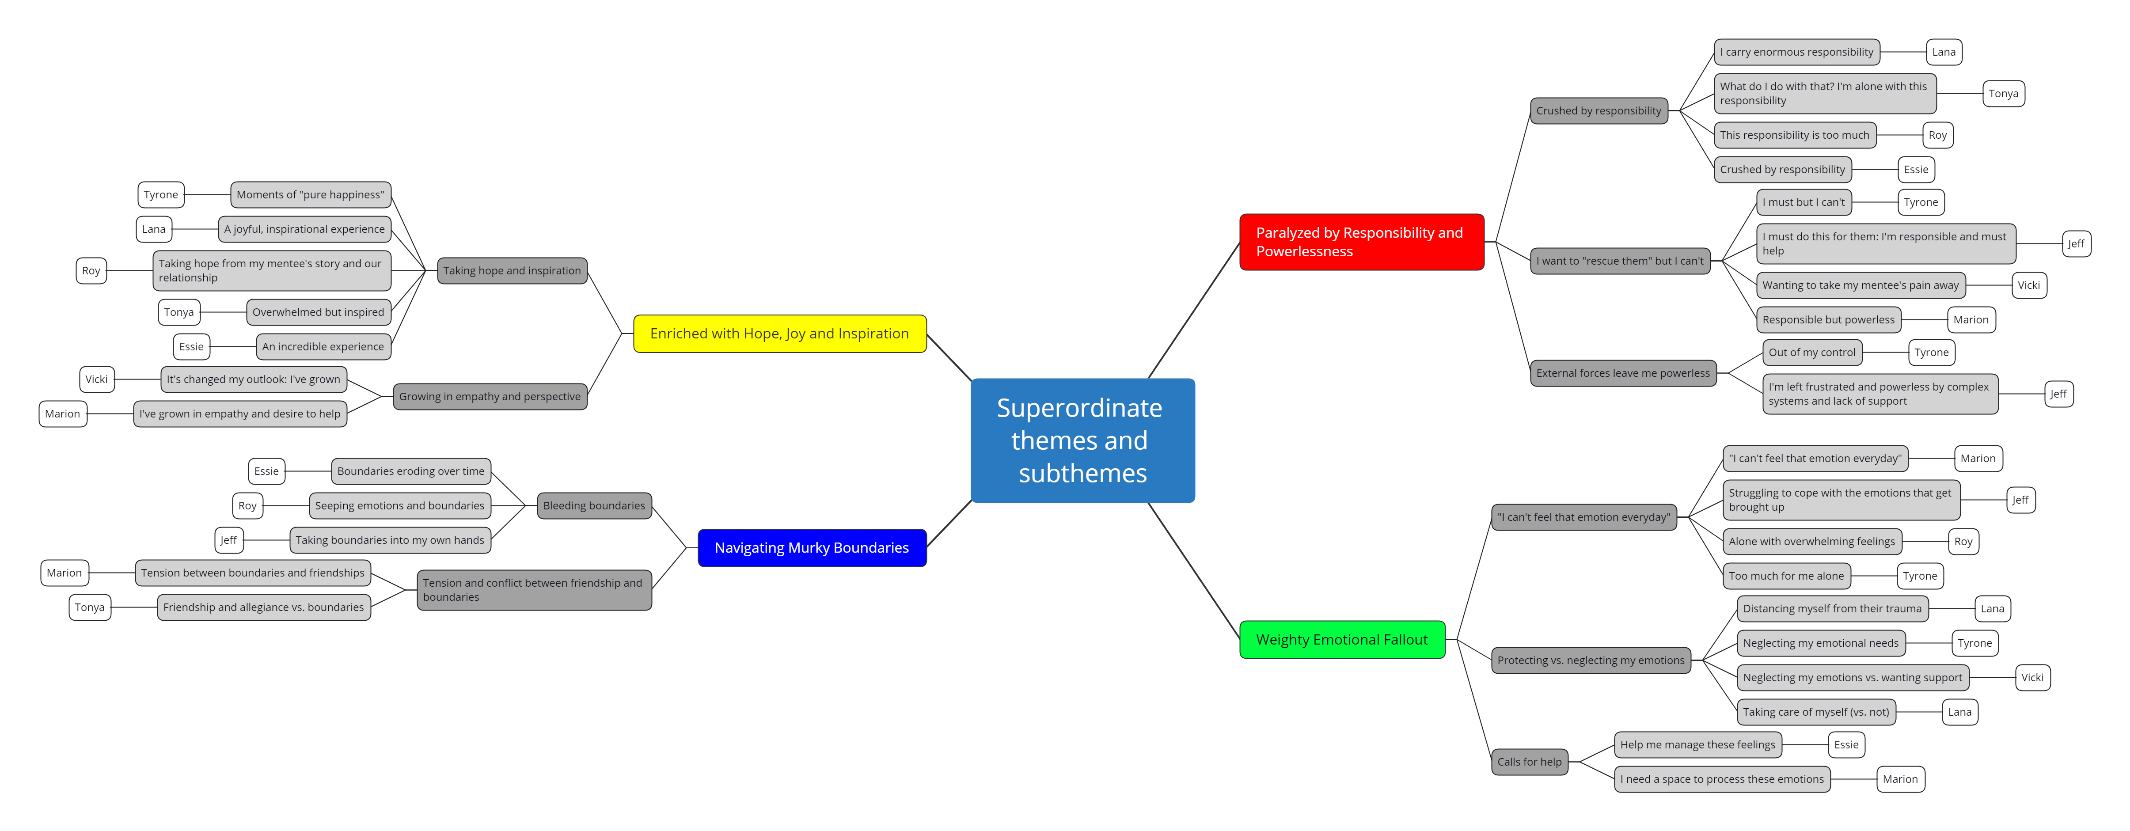 Superordinate
themes and
subthemes
Paralyzed by Responsibility and
Powerlessness
Crushed by responsibility
I carry enormous responsibility
Lana
What do I do with that? I'm alone with this
responsibility
Tonya
This responsibility is too much
Roy
Crushed by responsibility
Essie
I want to "rescue them" but I can't
I must but I can't
Tyrone
I must do this for them: I'm responsible and must
help
Jeff
Wanting to take my mentee's pain away
Vicki
Responsible but powerless
Marion
External forces leave me powerless
Out of my control
Tyrone
I'm left frustrated and powerless by complex
systems and lack of support
Jeff
Weighty Emotional Fallout
"I can't feel that emotion everyday"
"I can't feel that emotion everyday"
Marion
Struggling to cope with the emotions that get
brought up
Jeff
Alone with overwhelming feelings
Roy
Too much for me alone
Tyrone
Protecting vs. neglecting my emotions
Distancing myself from their trauma
Lana
Neglecting my emotional needs
Tyrone
Neglecting my emotions vs. wanting support
Vicki
Taking care of myself (vs. not)
Lana
Calls for help
Help me manage these feelings
Essie
I need a space to process these emotions
Marion
Enriched with Hope, Joy and Inspiration
Taking hope and inspiration
Moments of "pure happiness"
Tyrone
A joyful, inspirational experience
Lana
Taking hope from my mentee's story and our
relationship
Roy
Overwhelmed but inspired
Tonya
An incredible experience
Essie
Growing in empathy and perspective
It's changed my outlook: I've grown
Vicki
I've grown in empathy and desire to help
Marion
Navigating Murky Boundaries
Bleeding boundaries
Boundaries eroding over time
Essie
Seeping emotions and boundaries
Roy
Taking boundaries into my own hands
Jeff
Tension and conflict between friendship and
boundaries
Tension between boundaries and friendships
Marion
Friendship and allegiance vs. boundaries
Tonya